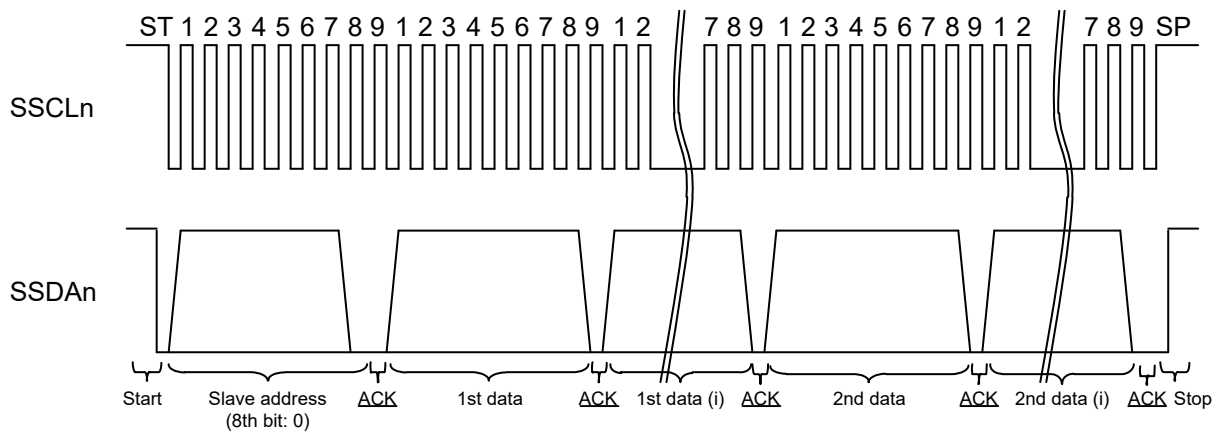 ST 1 2 3 4 5 6 7 8 9 1 2 3 4 5 6 7 8 9 1 2 7 8 9 1 2 3 4 5 6 7 8 9 1 2 7 8 9 SP
SSCLn
SSDAn
Start Slave address ACK 1st data ACK 1st data (i) ACK 2nd data ACK 2nd data (i) ACK Stop
(8th bit: 0)